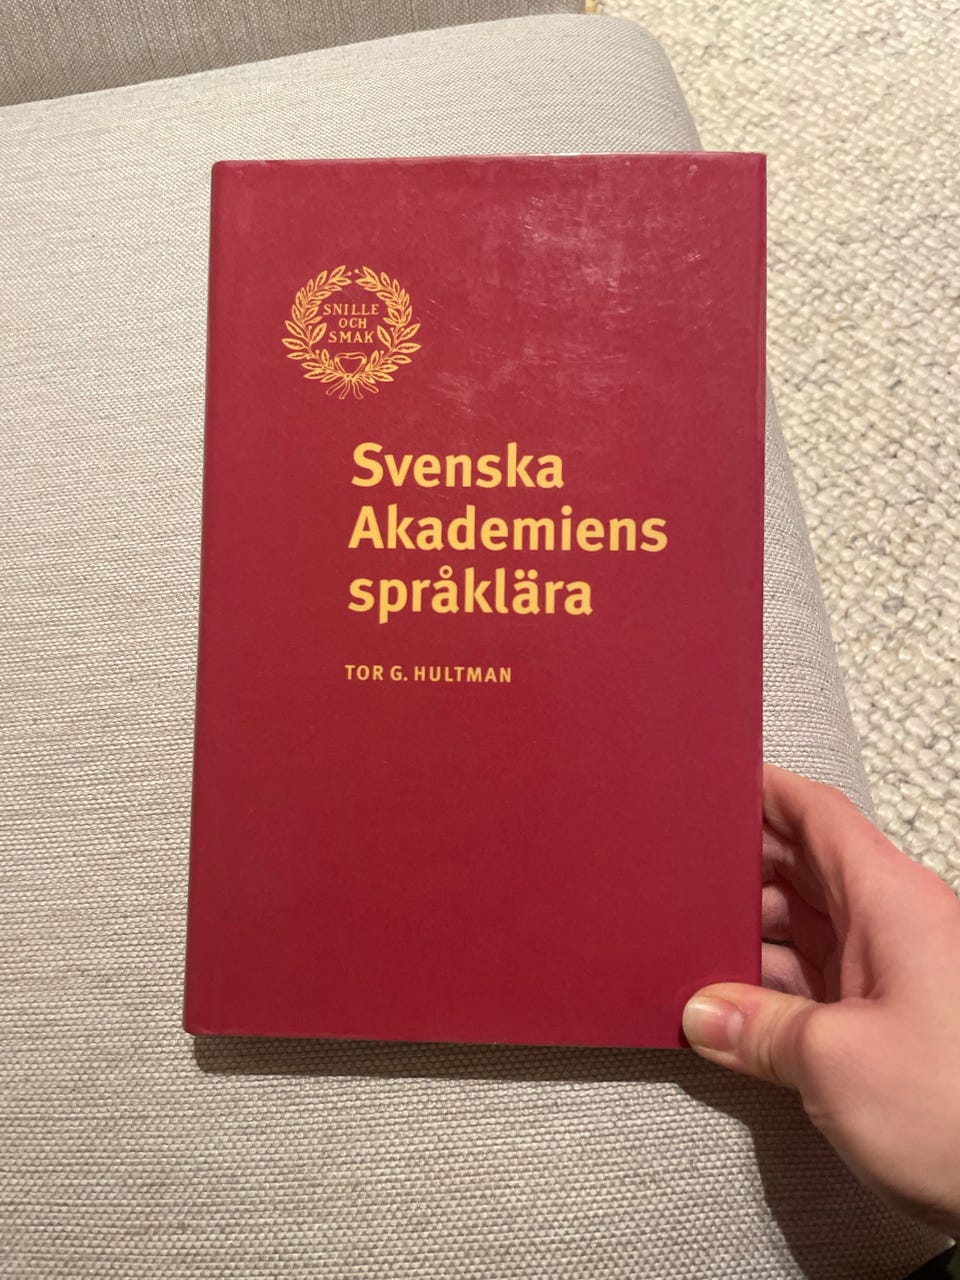 SNILLE
OCH
SMAK
Svenska
Akademiens
språklära
TOR G. HULTMAN